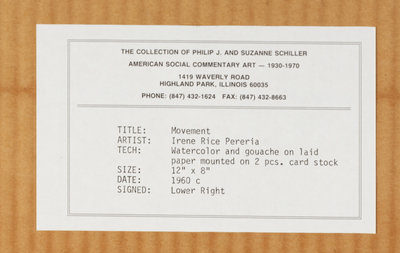 THE COLLECTION OF PHILIP J. AND SUZANNE SCHILLER
AMERICAN SOCIAL COMMENTARY ART — 1930-1970
1419 WAVERLY ROAD
HIGHLAND PARK, ILLINOIS 60035
PHONE: (847) 432-1624 FAX: (847) 432-8663
TITLE: Movement
ARTIST: Irene Rice Pereria
TECH: Watercolor and gouache on laid
paper mounted on 2 pcs. card stock
SIZE: 12" x 8"
DATE: 1960 c
SIGNED: Lower Right